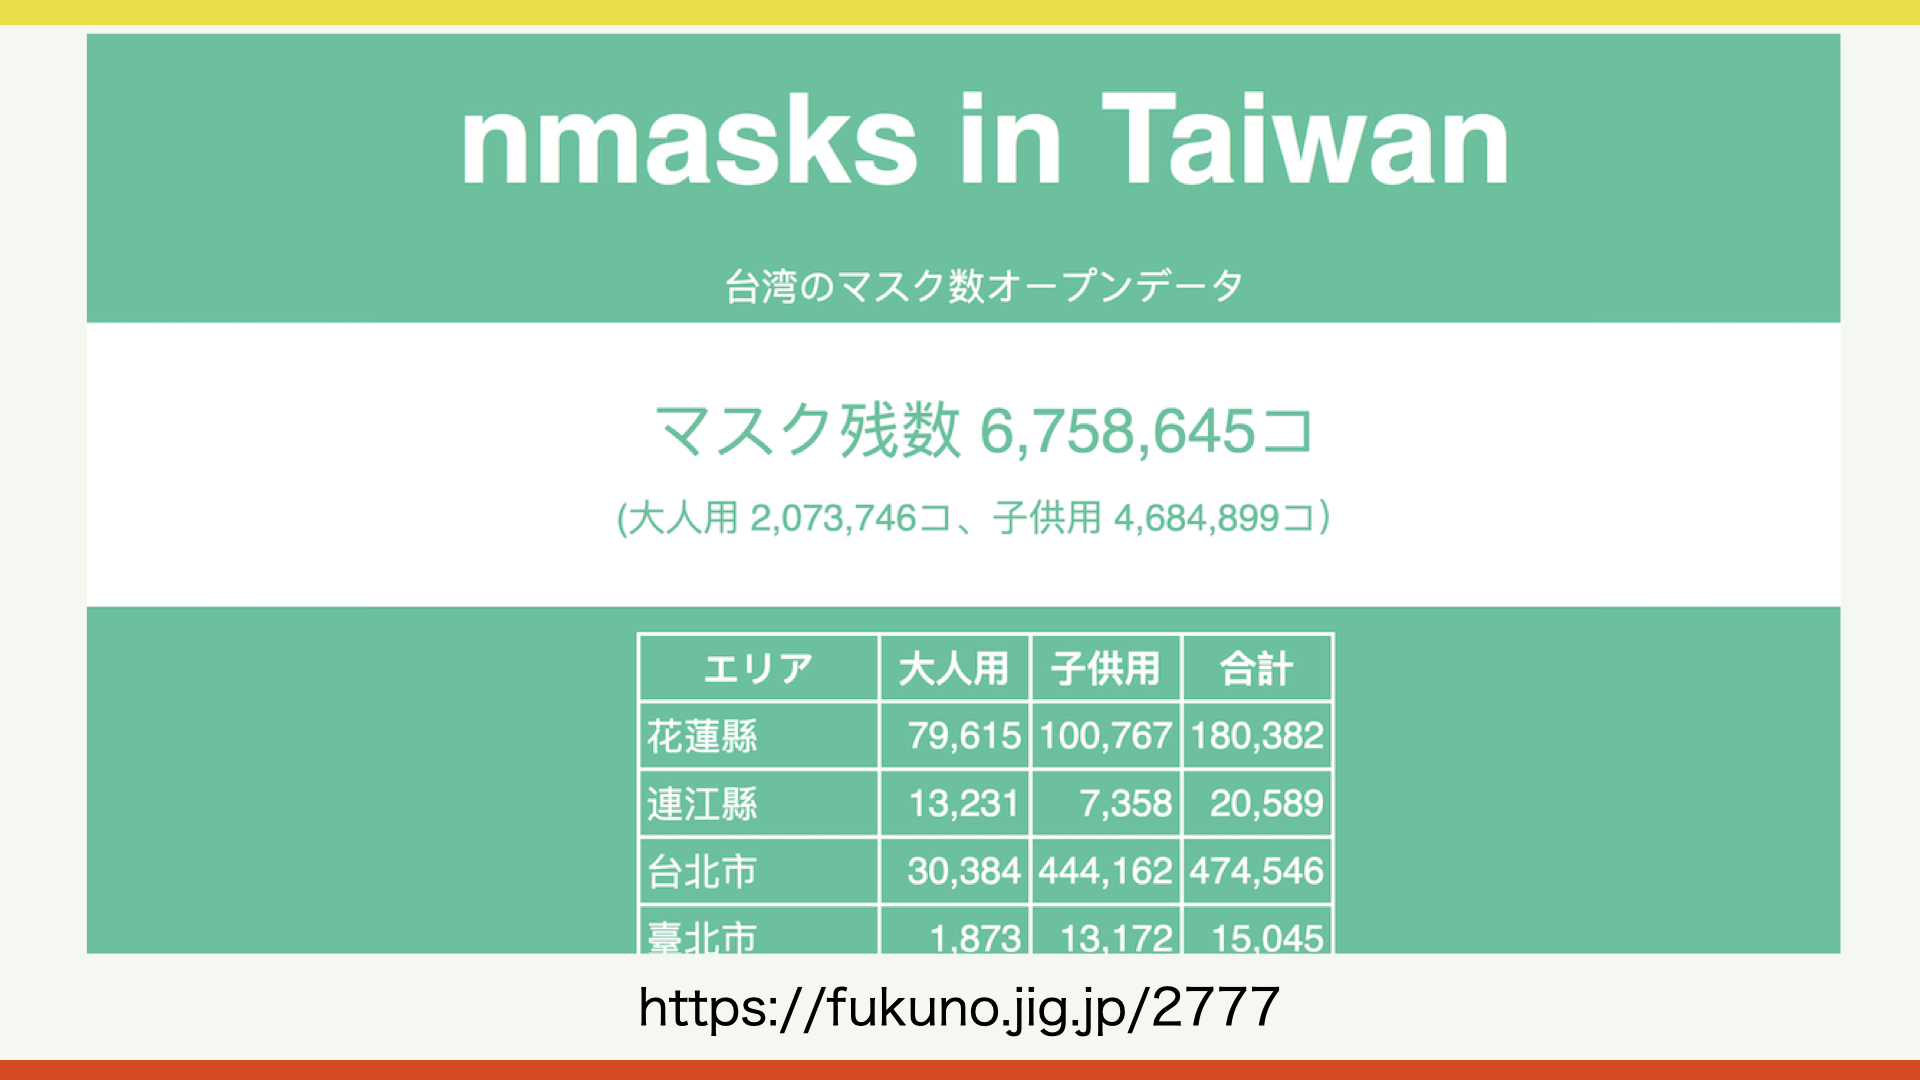 nmasks in Taiwan
台湾のマスク数オープンデータ
マスク残数 6,758,645コ
(大人用 2,073,746コ、子供用 4,684,899コ）
エリア 大人用 子供用 合計
花蓮縣 79,615 100,767 180,382
連江縣 13,231 7,358 20,589
台北市 30,384 444,162 474,546
臺北市 1,873 13,172 15,045
https://fukuno.jig.jp/2777